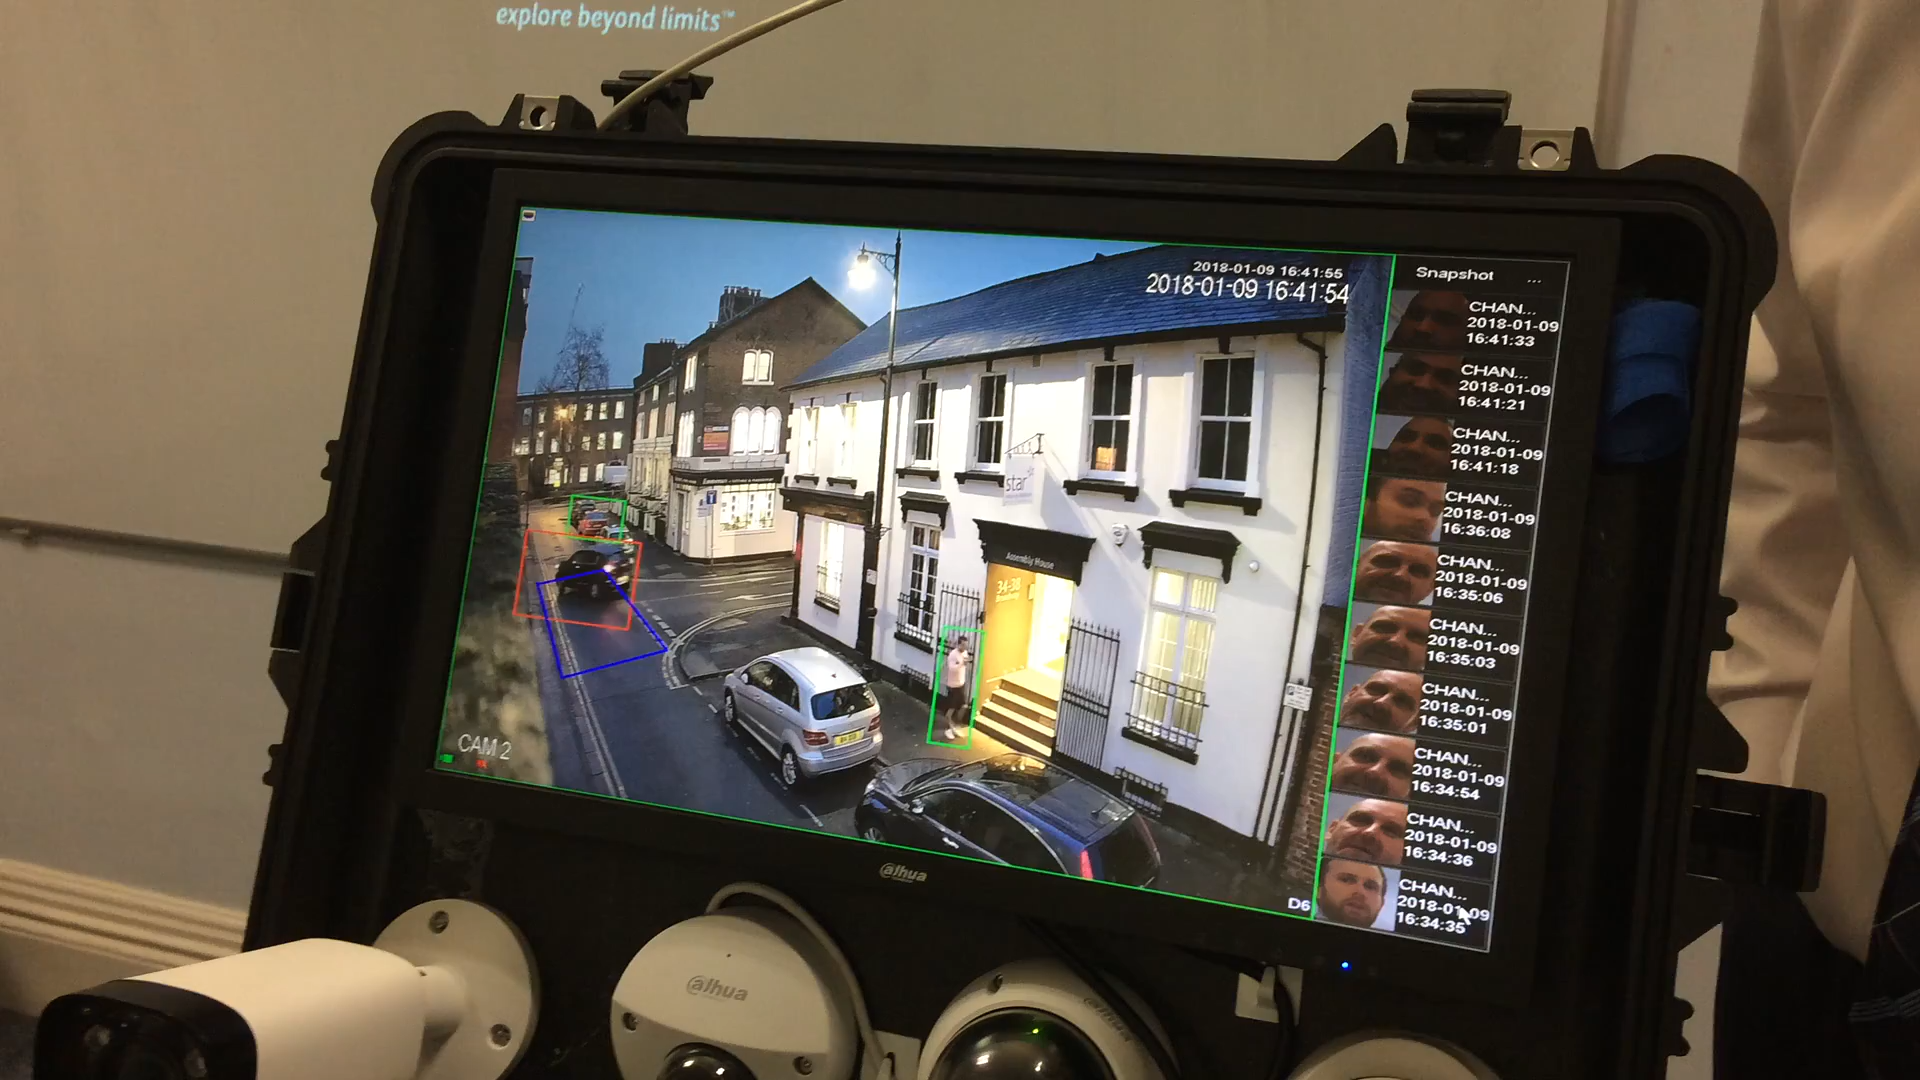 explore beyond limits™
2018-01-09 16:41:55
2018-01-09 16:41:54
star
Assembly House
34-38
CAM 2
D6
Snapshot ...
CHAN...
2018-01-09
16:41:33
CHAN...
2018-01-09
16:41:21
CHAN...
2018-01-09
16:41:18
CHAN...
2018-01-09
16:36:08
CHAN...
2018-01-09
16:35:06
CHAN...
2018-01-09
16:35:03
CHAN...
2018-01-09
16:35:01
CHAN...
2018-01-09
16:34:54
CHAN...
2018-01-09
16:34:36
CHAN...
2018-01-09
16:34:35
alhua
alhua